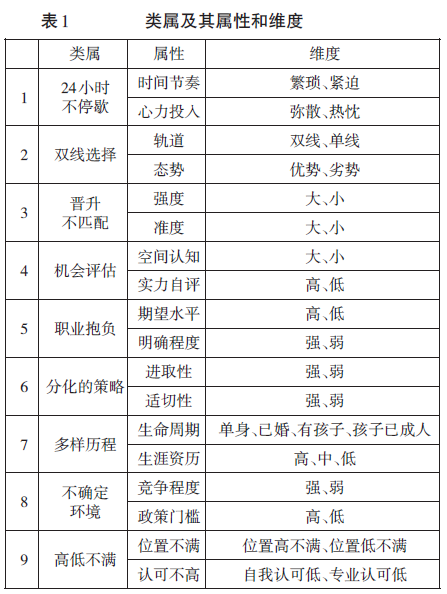 表1 类属及其属性和维度
类属 属性 维度
1 24小时不停歇 时间节奏 繁琐、紧迫
心力投入 弥散、热忱
2 双线选择 轨道 双线、单线
态势 优势、劣势
3 晋升不匹配 强度 大、小
准度 大、小
4 机会评估 空间认知 大、小
实力自评 高、低
5 职业抱负 期望水平 高、低
明确程度 强、弱
6 分化的策略 进取性 强、弱
适切性 强、弱
7 多样历程 生命周期 单身、已婚、有孩子、孩子已成人
生涯资历 高、中、低
8 不确定环境 竞争程度 强、弱
政策门槛 高、低
9 高低不满 位置不满 位置高不满、位置低不满
认可不高 自我认可低、专业认可低